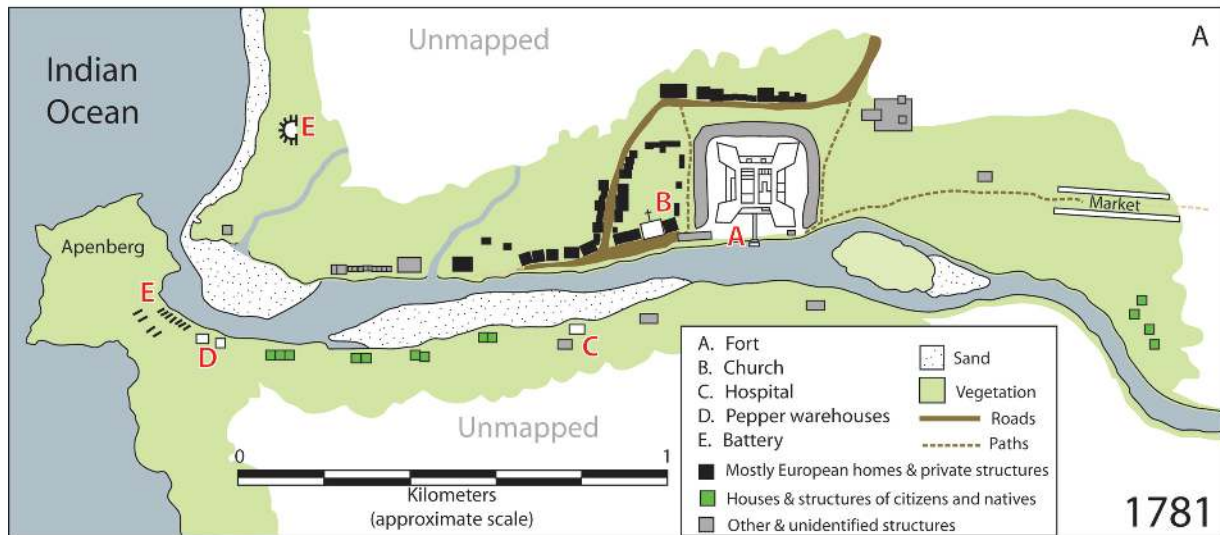 Indian
Ocean
Unmapped
A
E
Apenberg
B
Market
A
E
D
C
Unmapped
0
1
Kilometers
(approximate scale)
A. Fort
B. Church
C. Hospital
D. Pepper warehouses
E. Battery
Sand
Vegetation
Roads
Paths
Mostly European homes & private structures
Houses & structures of citizens and natives
Other & unidentified structures
1781